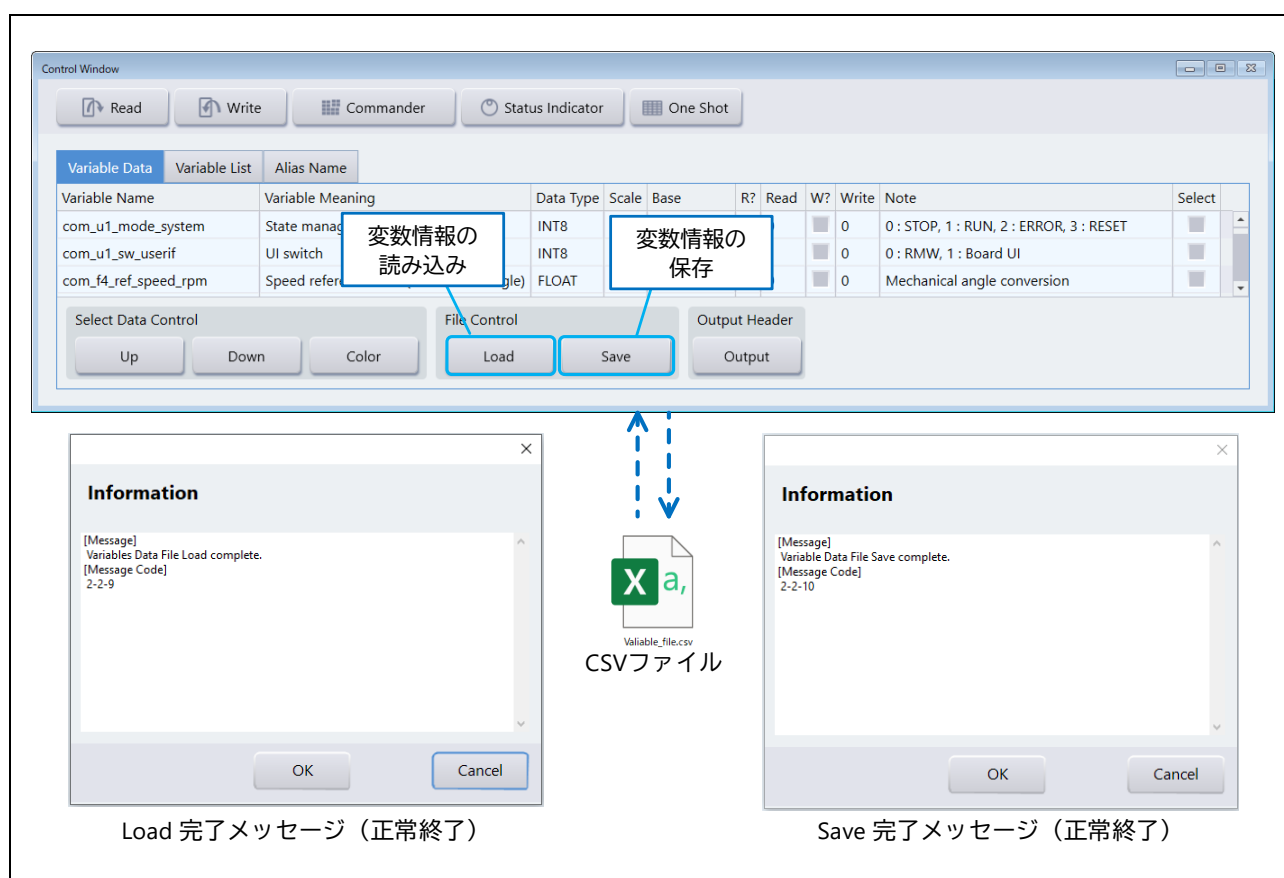 Control Window
Read Write Commander Status Indicator One Shot
Variable Data Variable List Alias Name
Variable Name Variable Meaning Data Type Scale Base R? Read W? Write Note Select
com_u1_mode_system State manag INT8 0 0 : STOP, 1 : RUN, 2 : ERROR, 3 : RESET
com_u1_sw_userif UI switch INT8 0 0 : RMW, 1 : Board UI
com_f4_ref_speed_rpm Speed refere gle) FLOAT 0 Mechanical angle conversion
変数情報の
読み込み
変数情報の
保存
Select Data Control File Control Output Header
Up Down Color Load Save Output
Information
[Message]
Variables Data File Load complete.
[Message Code]
2-2-9
OK Cancel
Load 完了メッセージ（正常終了）
X a,
Valiable_file.csv
CSVファイル
Information
[Message]
Variable Data File Save complete.
[Message Code]
2-2-10
OK Cancel
Save 完了メッセージ（正常終了）